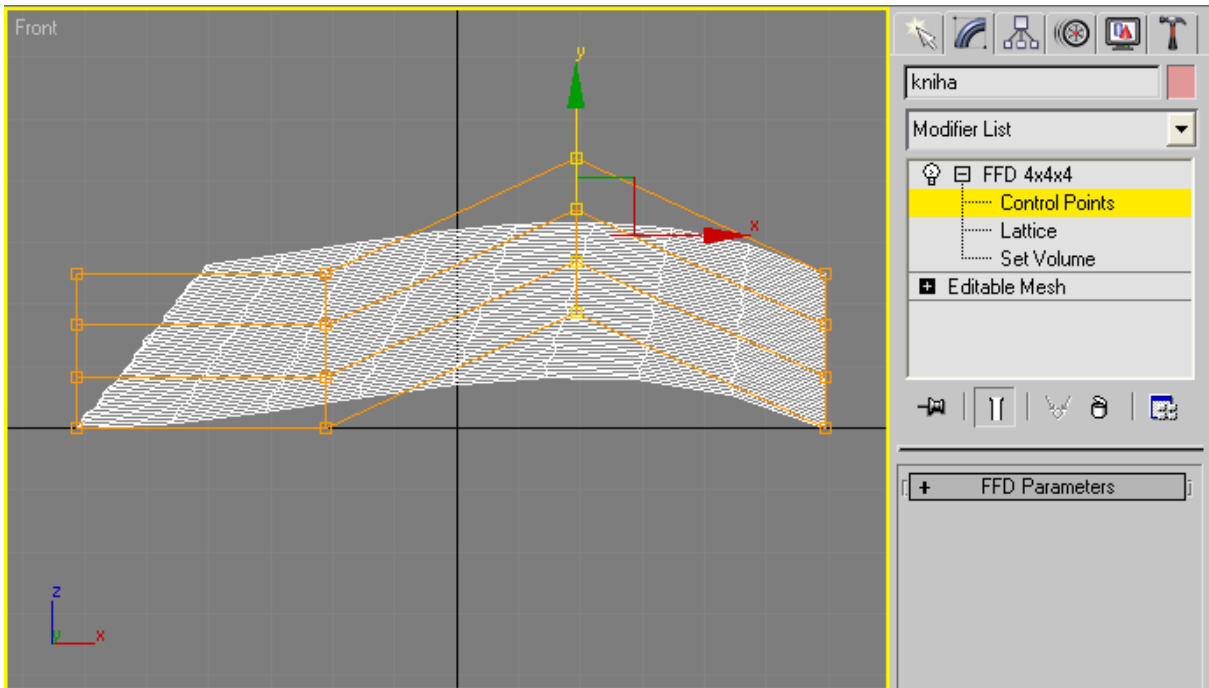 Front
y
x
z
y
x
kniha
Modifier List
FFD 4x4x4
Control Points
Lattice
Set Volume
Editable Mesh
+ FFD Parameters